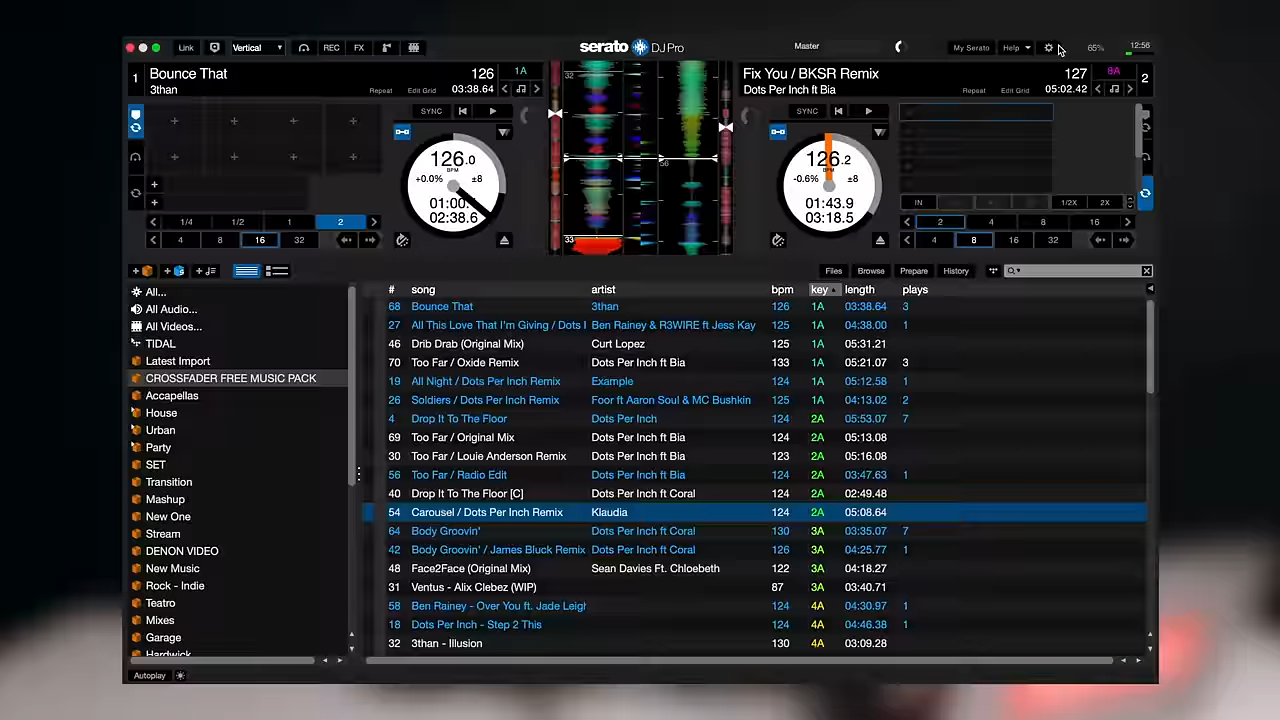 Link Vertical REC FX serato DJ Pro Master My Serato Help 65% 12:56
1 Bounce That 126 1A
3than 03:38.64
Repeat Edit Grid
Fix You / BKSR Remix 127 8A 2
Dots Per Inch ft Bia 05:02.42
Repeat Edit Grid
SYNC
126.0
BPM
+0.0% ±8
02:38.6
1/4 1/2 1 2
4 8 16 32
32
33
56
SYNC
126.2
BPM
-0.6% ±8
01:43.9
03:18.5
IN 1/2X 2X
2 4 8 16
4 8 16 32
Files Browse Prepare History
All...
All Audio...
All Videos...
TIDAL
Latest Import
CROSSFADER FREE MUSIC PACK
Accapellas
House
Urban
Party
SET
Transition
Mashup
New One
Stream
DENON VIDEO
New Music
Rock - Indie
Teatro
Mixes
Garage
Hardwick
# song artist bpm key length plays
68 Bounce That 3than 126 1A 03:38.64 3
27 All This Love That I'm Giving / Dots I Ben Rainey & R3WIRE ft Jess Kay 125 1A 04:38.00 1
46 Drib Drab (Original Mix) Curt Lopez 125 1A 05:31.21
70 Too Far / Oxide Remix Dots Per Inch ft Bia 133 1A 05:21.07 3
19 All Night / Dots Per Inch Remix Example 124 1A 05:12.58 1
26 Soldiers / Dots Per Inch Remix Foor ft Aaron Soul & MC Bushkin 125 1A 04:13.02 2
4 Drop It To The Floor Dots Per Inch 124 2A 05:53.07 7
69 Too Far / Original Mix Dots Per Inch ft Bia 124 2A 05:13.08
30 Too Far / Louie Anderson Remix Dots Per Inch ft Bia 123 2A 05:16.08
56 Too Far / Radio Edit Dots Per Inch ft Bia 124 2A 03:47.63 1
40 Drop It To The Floor [C] Dots Per Inch ft Coral 124 2A 02:49.48
54 Carousel / Dots Per Inch Remix Klaudia 124 2A 05:08.64
64 Body Groovin' Dots Per Inch ft Coral 130 3A 03:35.07 7
42 Body Groovin' / James Bluck Remix Dots Per Inch ft Coral 126 3A 04:25.77 1
48 Face2Face (Original Mix) Sean Davies Ft. Chloebeth 122 3A 04:18.27
31 Ventus - Alix Clebez (WIP) 87 3A 03:40.71
58 Ben Rainey - Over You ft. Jade Leigh 124 4A 04:30.97 1
18 Dots Per Inch - Step 2 This 124 4A 04:46.38 1
32 3than - Illusion 130 4A 03:09.28
Autoplay